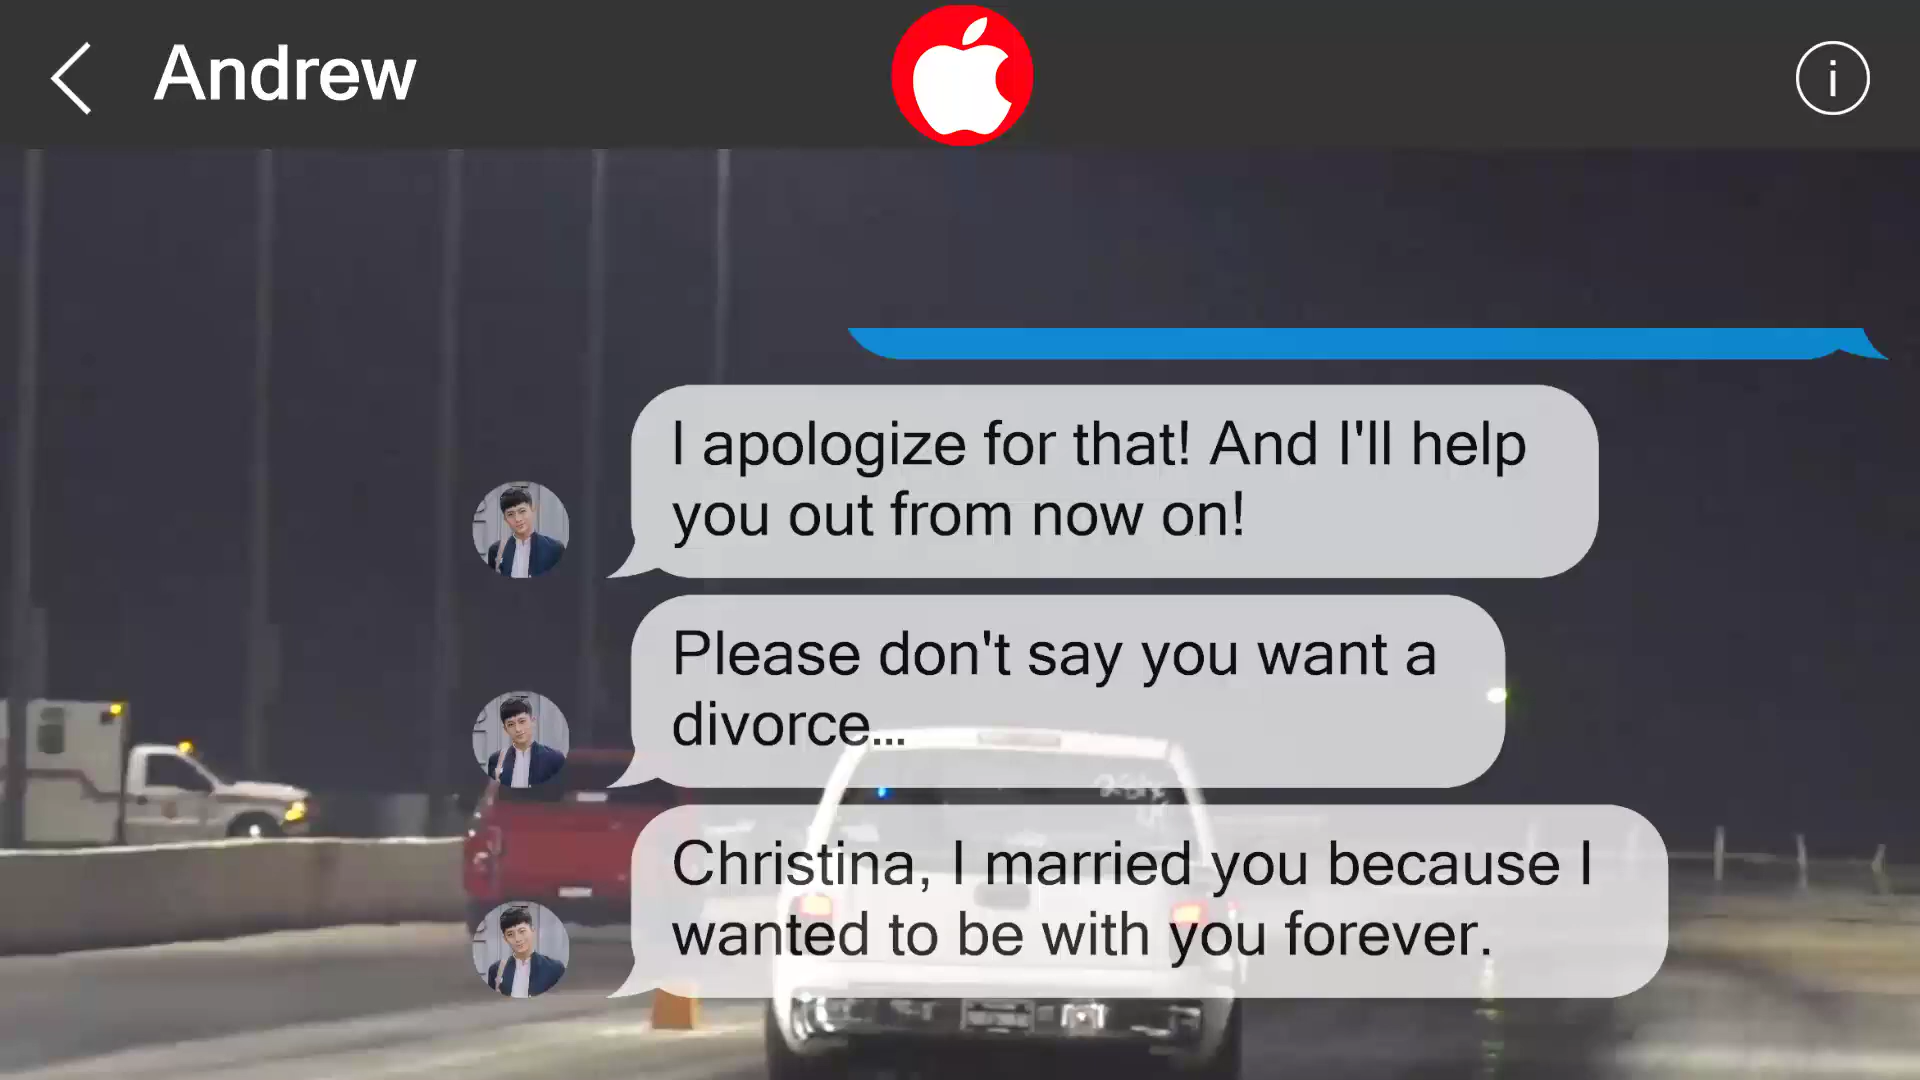 Andrew
I apologize for that! And I'll help
you out from now on!
Please don't say you want a
divorce...
Christina, I married you because I
wanted to be with you forever.